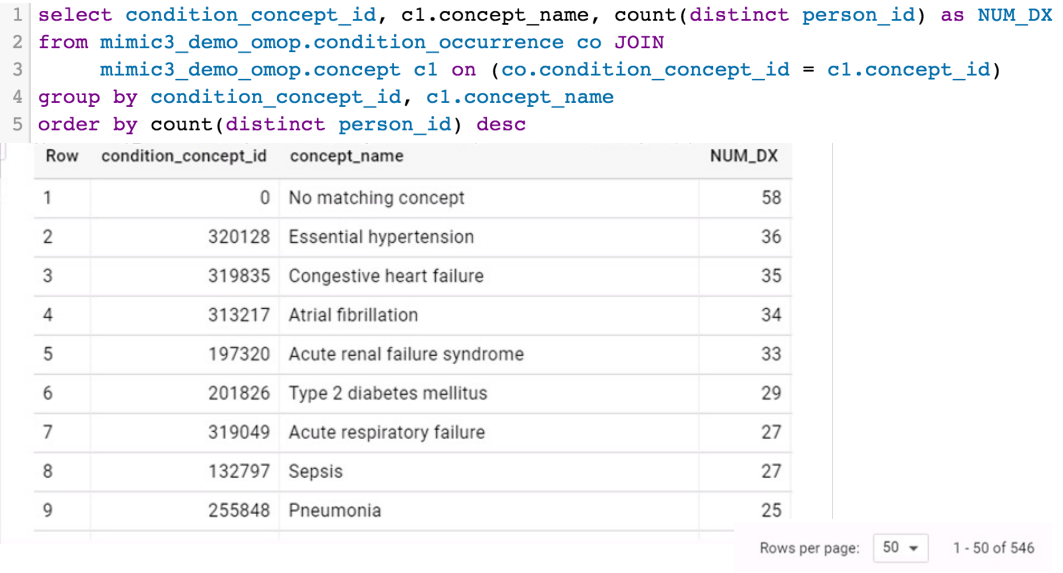 1 select condition_concept_id, c1.concept_name, count(distinct person_id) as NUM_DX
2 from mimic3_demo_omop.condition_occurrence co JOIN
3 mimic3_demo_omop.concept c1 on (co.condition_concept_id = c1.concept_id)
4 group by condition_concept_id, c1.concept_name
5 order by count(distinct person_id) desc
Row condition_concept_id concept_name NUM_DX
1 0 No matching concept 58
2 320128 Essential hypertension 36
3 319835 Congestive heart failure 35
4 313217 Atrial fibrillation 34
5 197320 Acute renal failure syndrome 33
6 201826 Type 2 diabetes mellitus 29
7 319049 Acute respiratory failure 27
8 132797 Sepsis 27
9 255848 Pneumonia 25
Rows per page: 50 1 - 50 of 546